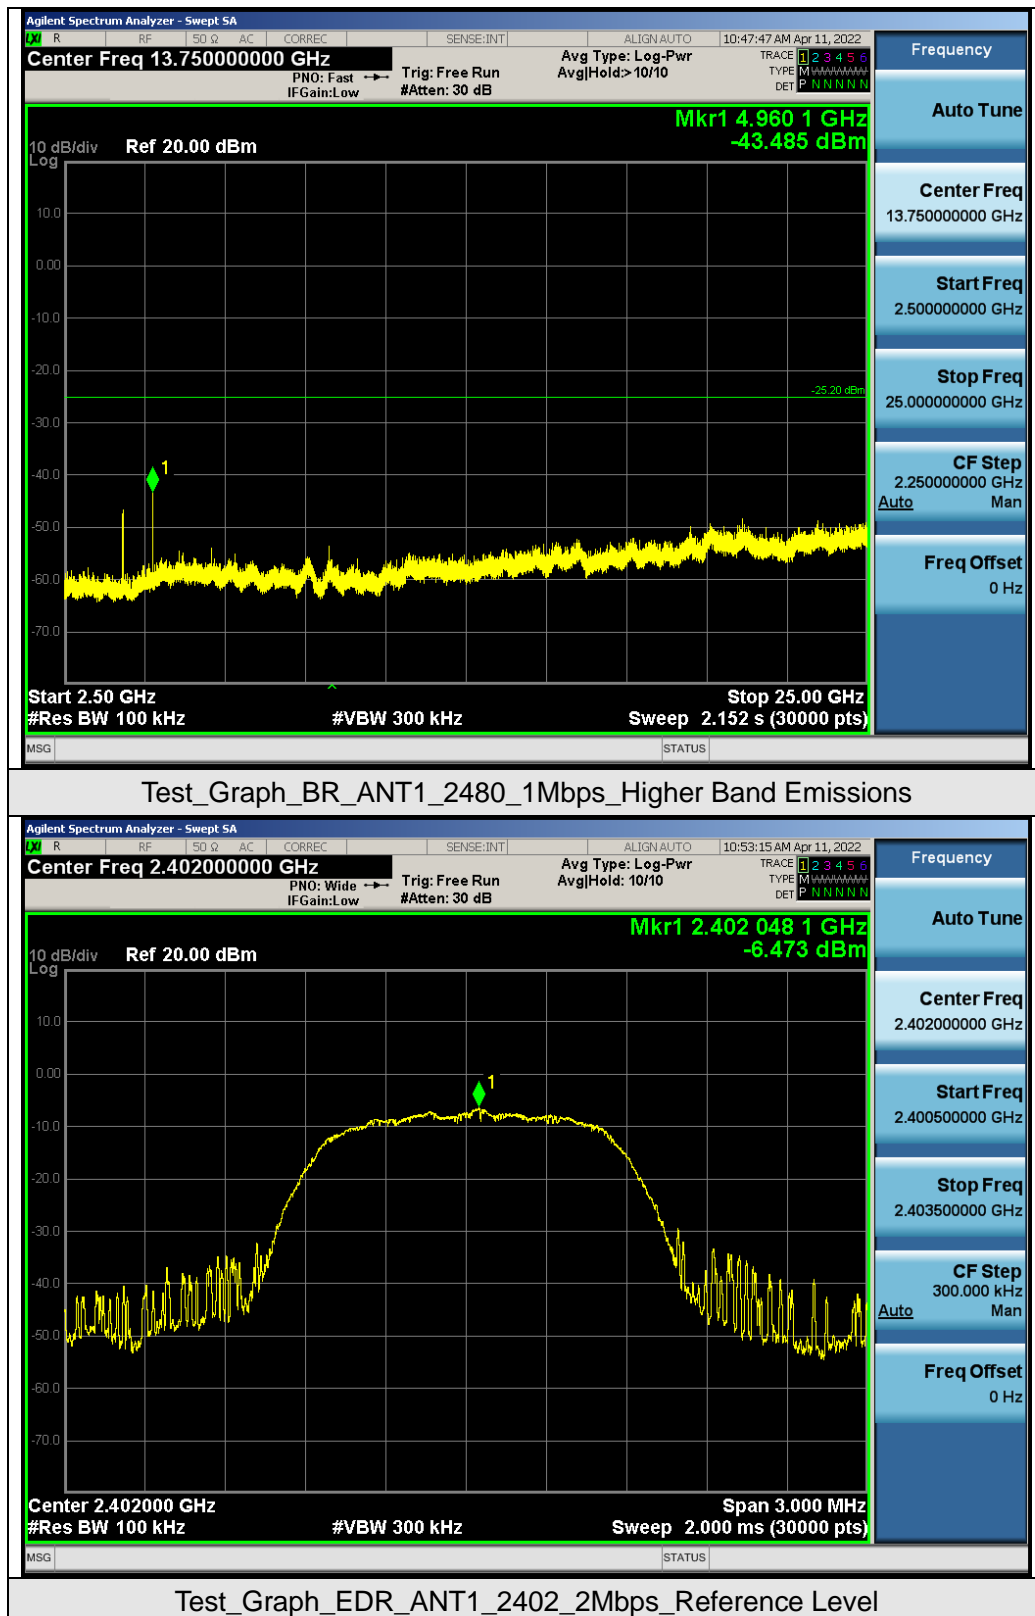 Agilent Spectrum Analyzer - Swept SA
LXI R RF 50 Ω AC CORREC SENSE:INT ALIGN AUTO 10:47:47 AM Apr 11, 2022
Center Freq 13.750000000 GHz
PNO: Fast
IFGain:Low
Trig: Free Run
#Atten: 30 dB
Avg Type: Log-Pwr
Avg|Hold:>10/10
TRACE 1 2 3 4 5 6
TYPE M
DET P N N N N N
Mkr1 4.960 1 GHz
-43.485 dBm
10 dB/div Ref 20.00 dBm
Log
10.0
0.00
-10.0
-20.0
-25.20 dBm
-30.0
-40.0
1
-50.0
-60.0
-70.0
Start 2.50 GHz Stop 25.00 GHz
#Res BW 100 kHz #VBW 300 kHz Sweep 2.152 s (30000 pts)
MSG STATUS
Frequency
Auto Tune
Center Freq
13.750000000 GHz
Start Freq
2.500000000 GHz
Stop Freq
25.000000000 GHz
CF Step
2.250000000 GHz
Auto Man
Freq Offset
0 Hz
Test_Graph_BR_ANT1_2480_1Mbps_Higher Band Emissions
Agilent Spectrum Analyzer - Swept SA
LXI R RF 50 Ω AC CORREC SENSE:INT ALIGN AUTO 10:53:15 AM Apr 11, 2022
Center Freq 2.402000000 GHz
PNO: Wide
IFGain:Low
Trig: Free Run
#Atten: 30 dB
Avg Type: Log-Pwr
Avg|Hold: 10/10
TRACE 1 2 3 4 5 6
TYPE M
DET P N N N N N
Mkr1 2.402 048 1 GHz
-6.473 dBm
10 dB/div Ref 20.00 dBm
Log
10.0
0.00
1
-10.0
-20.0
-30.0
-40.0
-50.0
-60.0
-70.0
Center 2.402000 GHz Span 3.000 MHz
#Res BW 100 kHz #VBW 300 kHz Sweep 2.000 ms (30000 pts)
MSG STATUS
Frequency
Auto Tune
Center Freq
2.402000000 GHz
Start Freq
2.400500000 GHz
Stop Freq
2.403500000 GHz
CF Step
300.000 kHz
Auto Man
Freq Offset
0 Hz
Test_Graph_EDR_ANT1_2402_2Mbps_Reference Level